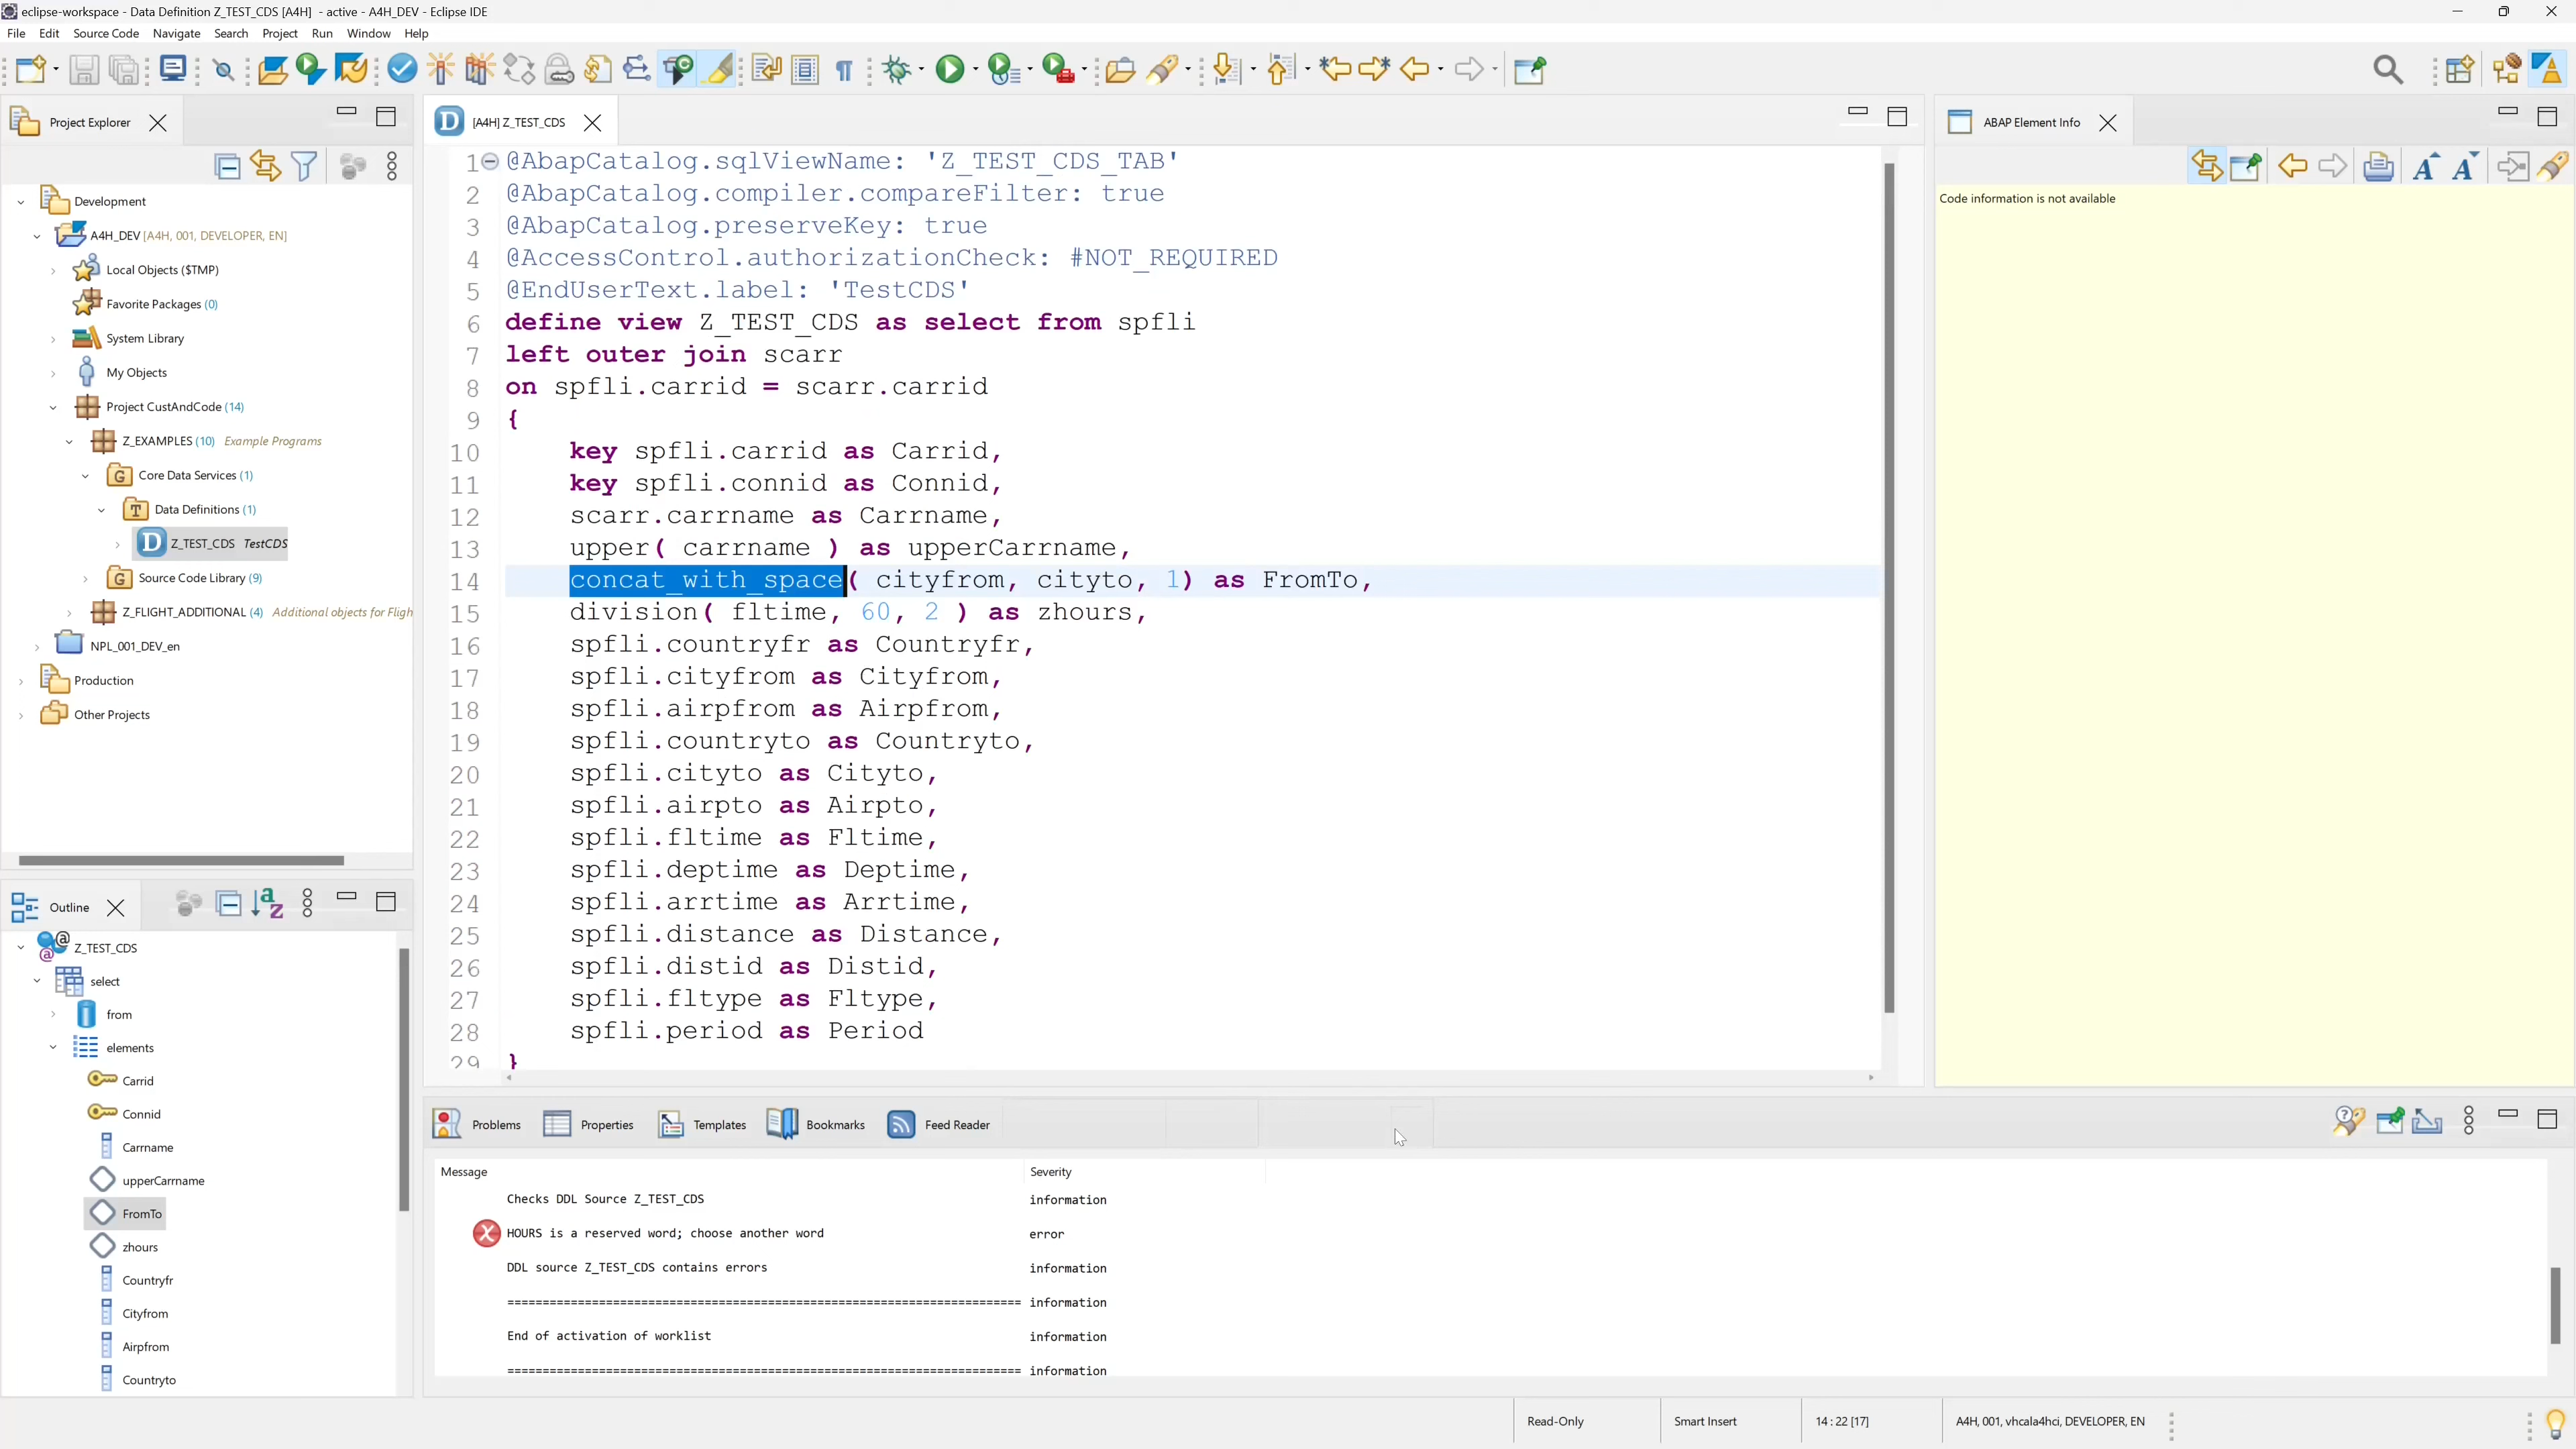 eclipse-workspace - Data Definition Z_TEST_CDS [A4H] - active - A4H_DEV - Eclipse IDE
File Edit Source Code Navigate Search Project Run Window Help
Project Explorer
Development
A4H_DEV [A4H, 001, DEVELOPER, EN]
Local Objects ($TMP)
Favorite Packages (0)
System Library
My Objects
Project CustAndCode (14)
Z_EXAMPLES (10) Example Programs
Core Data Services (1)
Data Definitions (1)
Z_TEST_CDS TestCDS
Source Code Library (9)
Z_FLIGHT_ADDITIONAL (4) Additional objects for Fligh
NPL_001_DEV_en
Production
Other Projects
Outline
Z_TEST_CDS
select
from
elements
Carrid
Connid
Carrname
upperCarrname
FromTo
zhours
Countryfr
Cityfrom
Airpfrom
Countryto
[A4H] Z_TEST_CDS
1 @AbapCatalog.sqlViewName: 'Z_TEST_CDS_TAB'
2 @AbapCatalog.compiler.compareFilter: true
3 @AbapCatalog.preserveKey: true
4 @AccessControl.authorizationCheck: #NOT_REQUIRED
5 @EndUserText.label: 'TestCDS'
6 define view Z_TEST_CDS as select from spfli
7 left outer join scarr
8 on spfli.carrid = scarr.carrid
9 {
10 key spfli.carrid as Carrid,
11 key spfli.connid as Connid,
12 scarr.carrname as Carrname,
13 upper( carrname ) as upperCarrname,
14 concat_with_space( cityfrom, cityto, 1) as FromTo,
15 division( fltime, 60, 2 ) as zhours,
16 spfli.countryfr as Countryfr,
17 spfli.cityfrom as Cityfrom,
18 spfli.airpfrom as Airpfrom,
19 spfli.countryto as Countryto,
20 spfli.cityto as Cityto,
21 spfli.airpto as Airpto,
22 spfli.fltime as Fltime,
23 spfli.deptime as Deptime,
24 spfli.arrtime as Arrtime,
25 spfli.distance as Distance,
26 spfli.distid as Distid,
27 spfli.fltype as Fltype,
28 spfli.period as Period
29 }
ABAP Element Info
Code information is not available
Problems Properties Templates Bookmarks Feed Reader
Message Severity
Checks DDL Source Z_TEST_CDS information
HOURS is a reserved word; choose another word error
DDL source Z_TEST_CDS contains errors information
========================================================================= information
End of activation of worklist information
========================================================================= information
Read-Only Smart Insert 14 : 22 [17] A4H, 001, vhcala4hci, DEVELOPER, EN